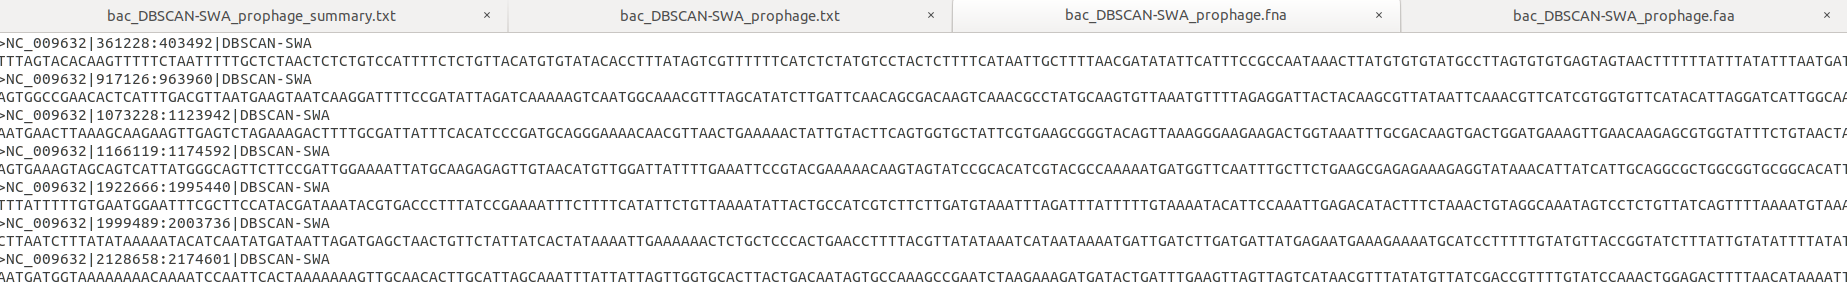 bac_DBSCAN-SWA_prophage_summary.txt × bac_DBSCAN-SWA_prophage.txt × bac_DBSCAN-SWA_prophage.fna × bac_DBSCAN-SWA_prophage.faa ×
>NC_009632|361228:403492|DBSCAN-SWA
TTTAGTACACAAGTTTTTCTAATTTTTGCTCTAACTCTCTGTCCATTTTCTCTGTTACATGTGTATACACCTTTATAGTCGTTTTTTCATCTCTATGTCCTACTCTTTTCATAATTGCTTTTAACGATATATTCATTTCCGCCAATAAACTTATGTGTGTATGCCTTAGTGTGTGAGTAGTAACTTTTTTATTTATATTTAATGAT
>NC_009632|917126:963960|DBSCAN-SWA
AGTGGCCGAACACTCATTTGACGTTAATGAAGTAATCAAGGATTTTCCGATATTAGATCAAAAAGTCAATGGCAAACGTTTAGCATATCTTGATTCAACAGCGACAAGTCAAACGCCTATGCAAGTGTTAAATGTTTTAGAGGATTACTACAAGCGTTATAATTCAAACGTTCATCGTGGTGTTCATACATTAGGATCATTGGCAA
>NC_009632|1073228:1123942|DBSCAN-SWA
AATGAACTTAAAGCAAGAAGTTGAGTCTAGAAAGACTTTTGCGATTATTTCACATCCCGATGCAGGGAAAACAACGTTAACTGAAAAACTATTGTACTTCAGTGGTGCTATTCGTGAAGCGGGTACAGTTAAAGGGAAGAAGACTGGTAAATTTGCGACAAGTGACTGGATGAAAGTTGAACAAGAGCGTGGTATTTCTGTAACTA
>NC_009632|1166119:1174592|DBSCAN-SWA
AGTGAAAGTAGCAGTCATTATGGGCAGTTCTTCCGATTGGAAAATTATGCAAGAGAGTTGTAACATGTTGGATTATTTTGAAATTCCGTACGAAAAACAAGTAGTATCCGCACATCGTACGCCAAAAATGATGGTTCAATTTGCTTCTGAAGCGAGAGAAAGAGGTATAAACATTATCATTGCAGGCGCTGGCGGTGCGGCACATT
>NC_009632|1922666:1995440|DBSCAN-SWA
TTTATTTTTGTGAATGGAATTTCGCTTCCATACGATAAATACGTGACCCTTTATCCGAAAATTTCTTTTCATATTCTGTTAAAATATTACTGCCATCGTCTTCTTGATGTAAATTTAGATTTATTTTTGTAAAATACATTCCAAATTGAGACATACTTTCTAAACTGTAGGCAAATAGTCCTCTGTTATCAGTTTTAAAATGTAAA
>NC_009632|1999489:2003736|DBSCAN-SWA
CTTAATCTTTATATAAAAATACATCAATATGATAATTAGATGAGCTAACTGTTCTATTATCACTATAAAATTGAAAAAACTCTGCTCCCACTGAACCTTTTACGTTATATAAATCATAATAAAATGATTGATCTTGATGATTATGAGAATGAAAGAAAATGCATCCTTTTTGTATGTTACCGGTATCTTTATTGTATATTTTATAT
>NC_009632|2128658:2174601|DBSCAN-SWA
AATGATGGTAAAAAAAACAAAATCCAATTCACTAAAAAAAGTTGCAACACTTGCATTAGCAAATTTATTATTAGTTGGTGCACTTACTGACAATAGTGCCAAAGCCGAATCTAAGAAAGATGATACTGATTTGAAGTTAGTTAGTCATAACGTTTATATGTTATCGACCGTTTTGTATCCAAACTGGAGACTTTTAACATAAAATT